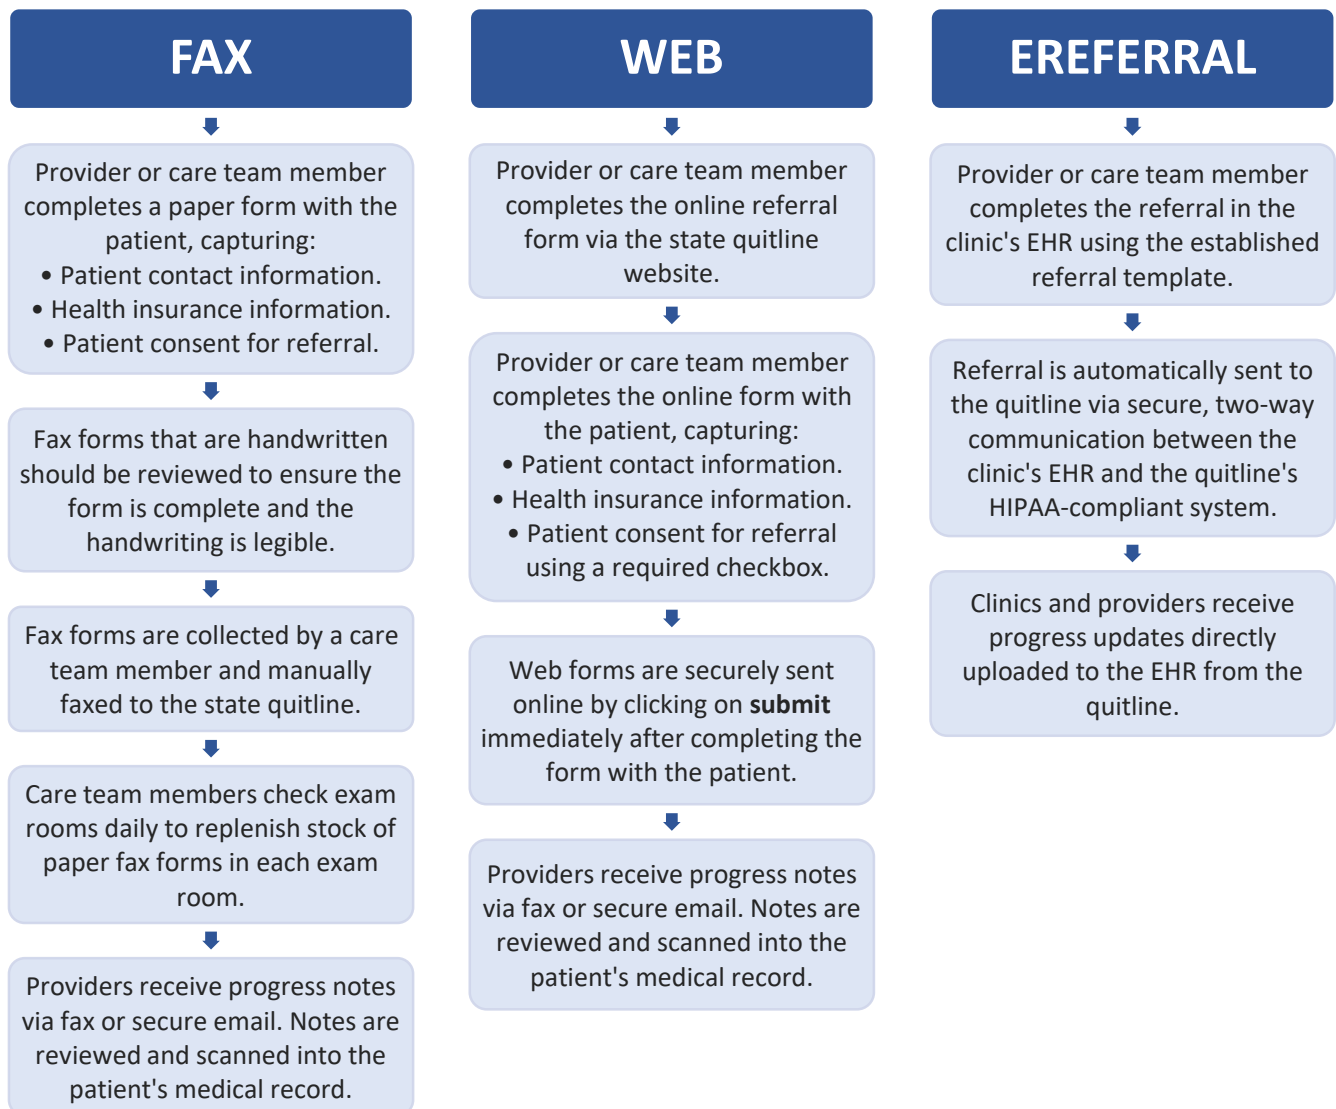 FAX
Provider or care team member
completes a paper form with the
patient, capturing:
• Patient contact information.
• Health insurance information.
• Patient consent for referral.
Fax forms that are handwritten
should be reviewed to ensure the
form is complete and the
handwriting is legible.
Fax forms are collected by a care
team member and manually
faxed to the state quitline.
Care team members check exam
rooms daily to replenish stock of
paper fax forms in each exam
room.
Providers receive progress notes
via fax or secure email. Notes are
reviewed and scanned into the
patient's medical record.
WEB
Provider or care team member
completes the online referral
form via the state quitline
website.
Provider or care team member
completes the online form with
the patient, capturing:
• Patient contact information.
• Health insurance information.
• Patient consent for referral
using a required checkbox.
Web forms are securely sent
online by clicking on submit
immediately after completing the
form with the patient.
Providers receive progress notes
via fax or secure email. Notes are
reviewed and scanned into the
patient's medical record.
EREFERRAL
Provider or care team member
completes the referral in the
clinic's EHR using the established
referral template.
Referral is automatically sent to
the quitline via secure, two-way
communication between the
clinic's EHR and the quitline's
HIPAA-compliant system.
Clinics and providers receive
progress updates directly
uploaded to the EHR from the
quitline.